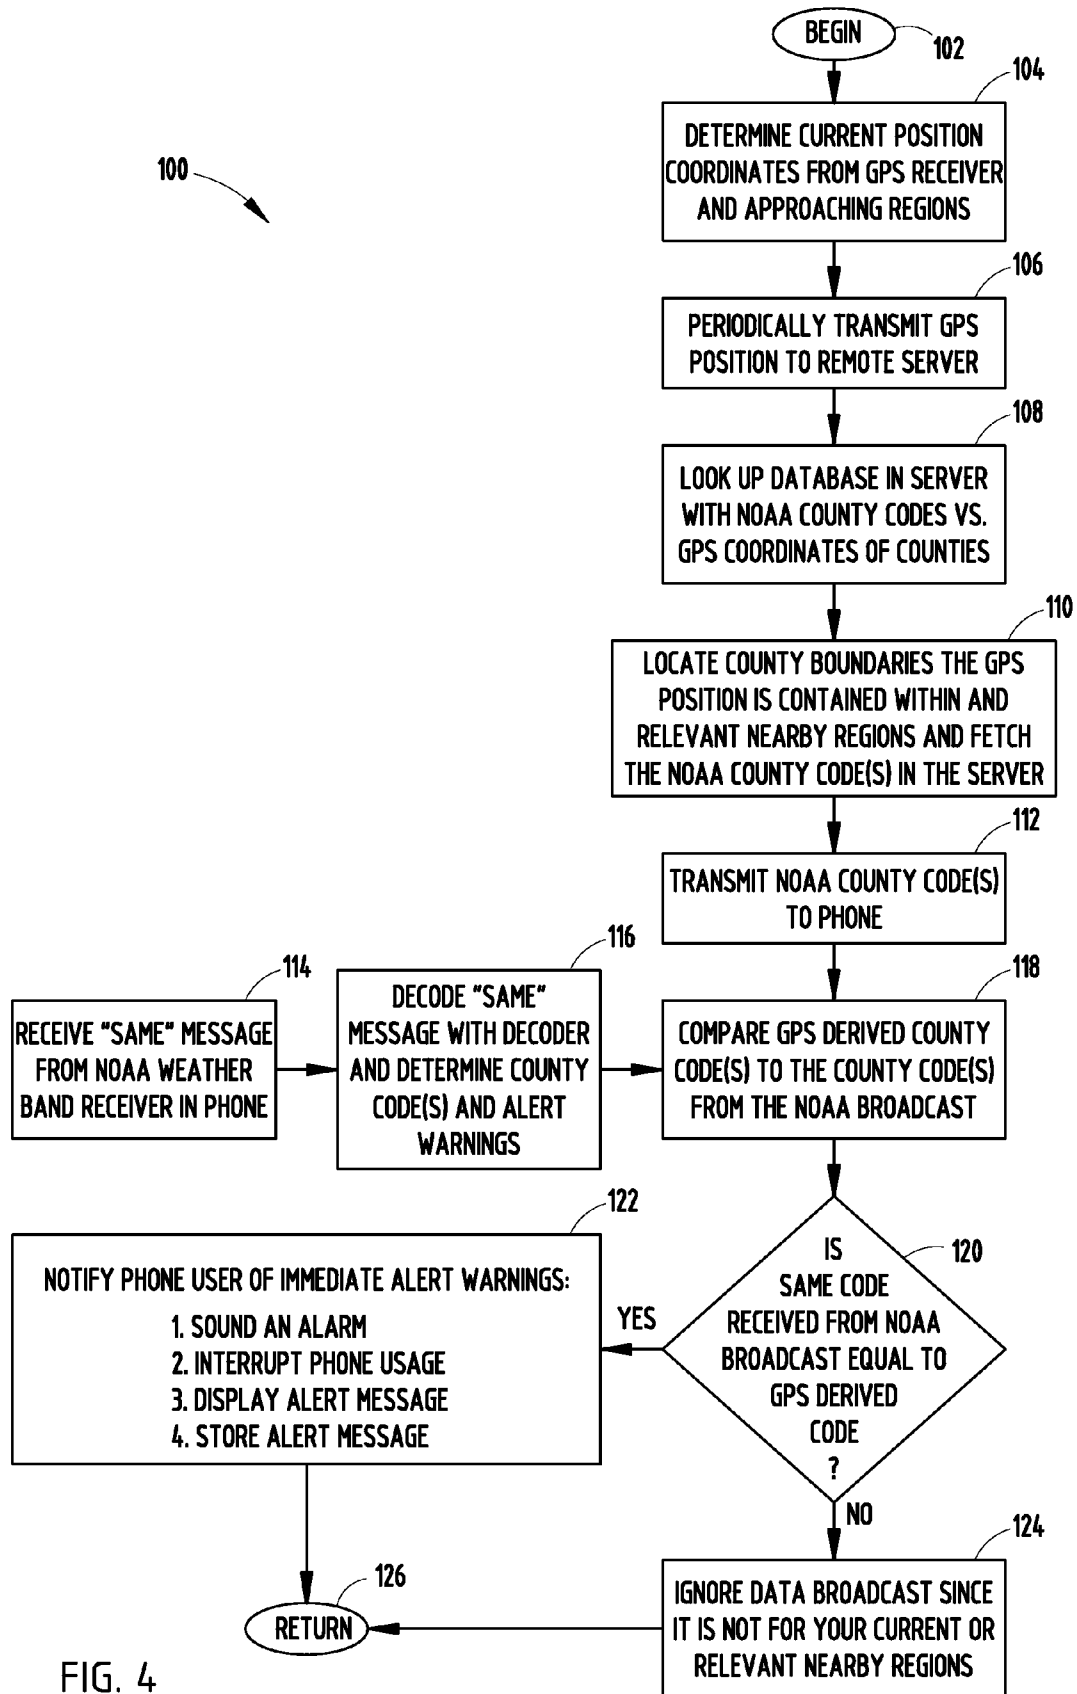 BEGIN
102
104
DETERMINE CURRENT POSITION
COORDINATES FROM GPS RECEIVER
AND APPROACHING REGIONS
100
106
PERIODICALLY TRANSMIT GPS
POSITION TO REMOTE SERVER
108
LOOK UP DATABASE IN SERVER
WITH NOAA COUNTY CODES VS.
GPS COORDINATES OF COUNTIES
110
LOCATE COUNTY BOUNDARIES THE GPS
POSITION IS CONTAINED WITHIN AND
RELEVANT NEARBY REGIONS AND FETCH
THE NOAA COUNTY CODE(S) IN THE SERVER
112
TRANSMIT NOAA COUNTY CODE(S)
TO PHONE
114
RECEIVE "SAME" MESSAGE
FROM NOAA WEATHER
BAND RECEIVER IN PHONE
116
DECODE "SAME"
MESSAGE WITH DECODER
AND DETERMINE COUNTY
CODE(S) AND ALERT
WARNINGS
118
COMPARE GPS DERIVED COUNTY
CODE(S) TO THE COUNTY CODE(S)
FROM THE NOAA BROADCAST
120
IS
SAME CODE
RECEIVED FROM NOAA
BROADCAST EQUAL TO
GPS DERIVED
CODE
?
YES
122
NOTIFY PHONE USER OF IMMEDIATE ALERT WARNINGS:
1. SOUND AN ALARM
2. INTERRUPT PHONE USAGE
3. DISPLAY ALERT MESSAGE
4. STORE ALERT MESSAGE
NO
124
IGNORE DATA BROADCAST SINCE
IT IS NOT FOR YOUR CURRENT OR
RELEVANT NEARBY REGIONS
126
RETURN
FIG. 4